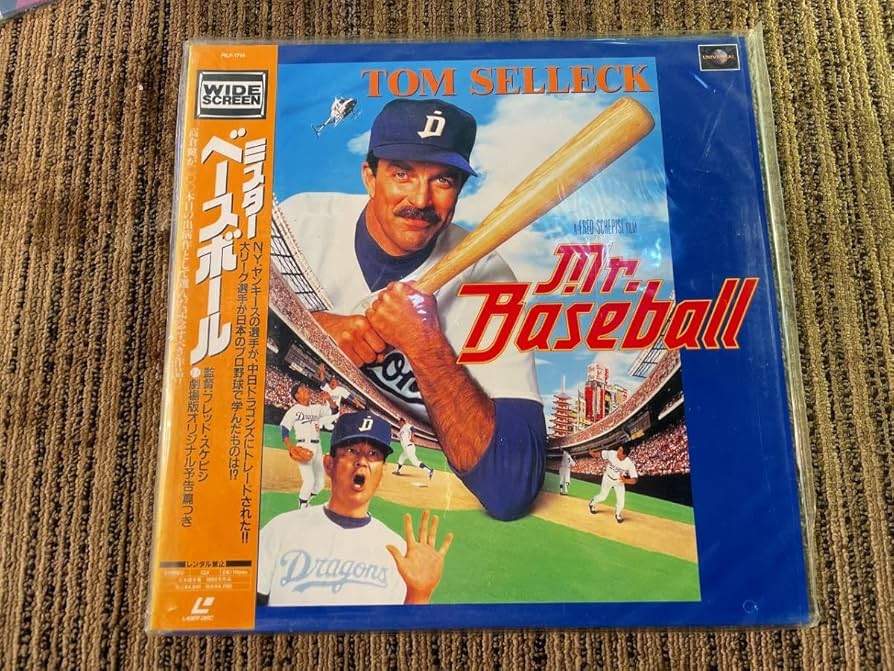 WIDE
SCREEN
ミスター
ベースボール
N.Y.ヤンキースの選手が、中日ドラゴンズにトレードされた!!
大リーグ選手が日本のプロ野球で学んだものは!?
監督:フレッド・スケピシ
劇場版オリジナル予告篇つき
LASER DISC
TOM SELLECK
UNIVERSAL
A FRED SCHEPISI FILM
Mr.
Baseball
D
D
Dragons
Dragons